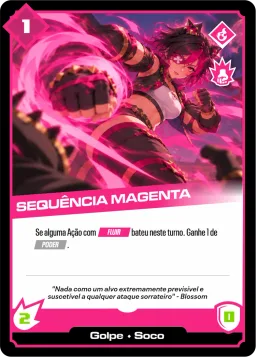 1
SEQUÊNCIA MAGENTA
Se alguma Ação com FLUIR bateu neste turno. Ganhe 1 de
PODER .
"Nada como um alvo extremamente previsível e
suscetível a qualquer ataque sorrateiro" - Blossom
2
0
Golpe • Soco